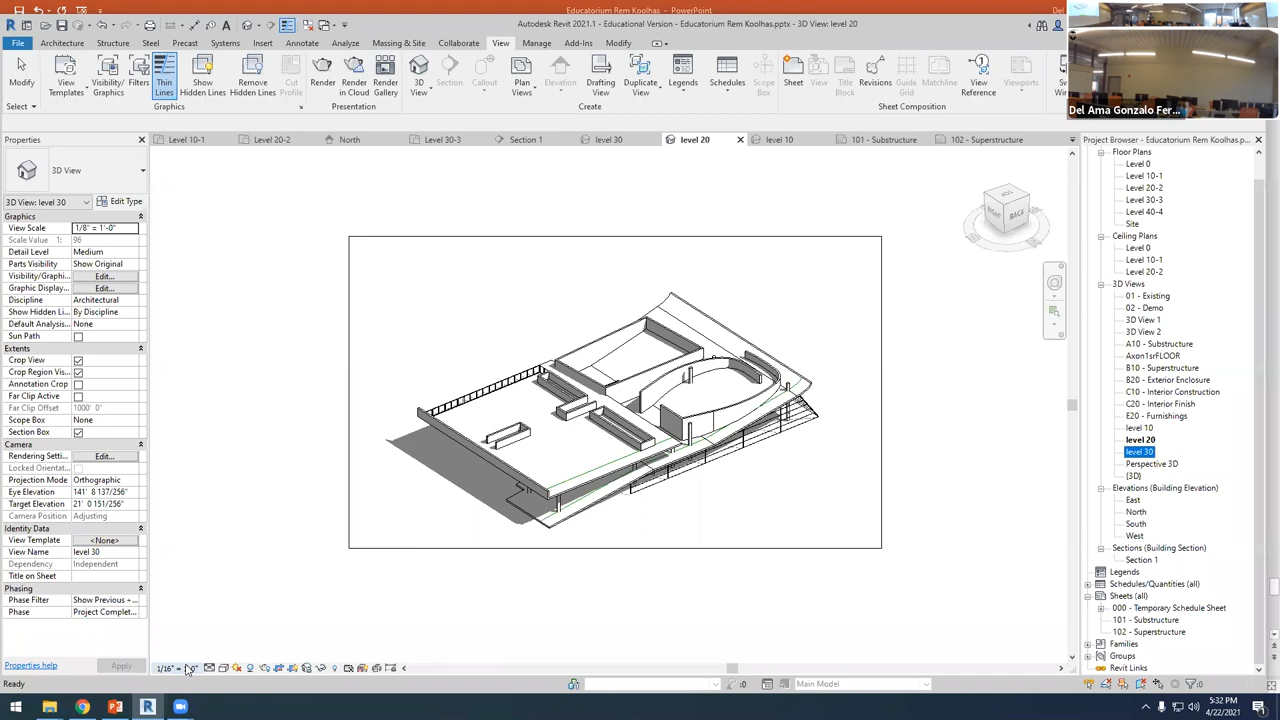 Educatorium Rem Koolhas - PowerPoint
Autodesk Revit 2021.1 - Educational Version - Educatorium Rem Koolhas.pptx - 3D View: level 20
File
Architecture
Structure
Steel
Precast
Systems
Insert
Annotate
Analyze
Massing & Site
Collaborate
View
Manage
Add-Ins
Modify
Modify
View Templates
Visibility/ Graphics
Filters
Thin Lines
Show Hidden Lines
Remove Hidden Lines
Cut Profile
Render
Render in Cloud
Render Gallery
3D View
Section
Callout
Plan Views
Elevation
Drafting View
Duplicate View
Legends
Schedules
Scope Box
Sheet
View
Title Block
Revisions
Guide Grid
Matchline
View Reference
Viewports
Select
Graphics
Presentation
Create
Sheet Composition
Del Ama Gonzalo Fer...
Level 10-1
Level 20-2
North
Level 30-3
Section 1
level 30
level 20
level 10
101 - Substructure
102 - Superstructure
Properties
3D View
3D View: level 30
Edit Type
Graphics
View Scale 1/8" = 1'-0"
Scale Value 1: 96
Detail Level Medium
Parts Visibility Show Original
Visibility/Graphi... Edit...
Graphic Display... Edit...
Discipline Architectural
Show Hidden Li... By Discipline
Default Analysis... None
Sun Path
Extents
Crop View
Crop Region Vis...
Annotation Crop
Far Clip Active
Far Clip Offset 1000' 0"
Scope Box None
Section Box
Camera
Rendering Setti... Edit...
Locked Orientat...
Projection Mode Orthographic
Eye Elevation 141' 8 137/256"
Target Elevation 21' 0 151/256"
Camera Position Adjusting
Identity Data
View Template <None>
View Name level 30
Dependency Independent
Title on Sheet
Phasing
Phase Filter Show Previous +...
Phase Project Complet...
Properties help
Apply
RIGHT
BACK
Project Browser - Educatorium Rem Koolhas.p...
Floor Plans
Level 0
Level 10-1
Level 20-2
Level 30-3
Level 40-4
Site
Ceiling Plans
Level 0
Level 10-1
Level 20-2
3D Views
01 - Existing
02 - Demo
3D View 1
3D View 2
A10 - Substructure
Axon1srFLOOR
B10 - Superstructure
B20 - Exterior Enclosure
C10 - Interior Construction
C20 - Interior Finish
E20 - Furnishings
level 10
level 20
level 30
Perspective 3D
{3D}
Elevations (Building Elevation)
East
North
South
West
Sections (Building Section)
Section 1
Legends
Schedules/Quantities (all)
Sheets (all)
000 - Temporary Schedule Sheet
101 - Substructure
102 - Superstructure
Families
Groups
Revit Links
Ready
:0
Main Model
:0
5:32 PM
4/22/2021